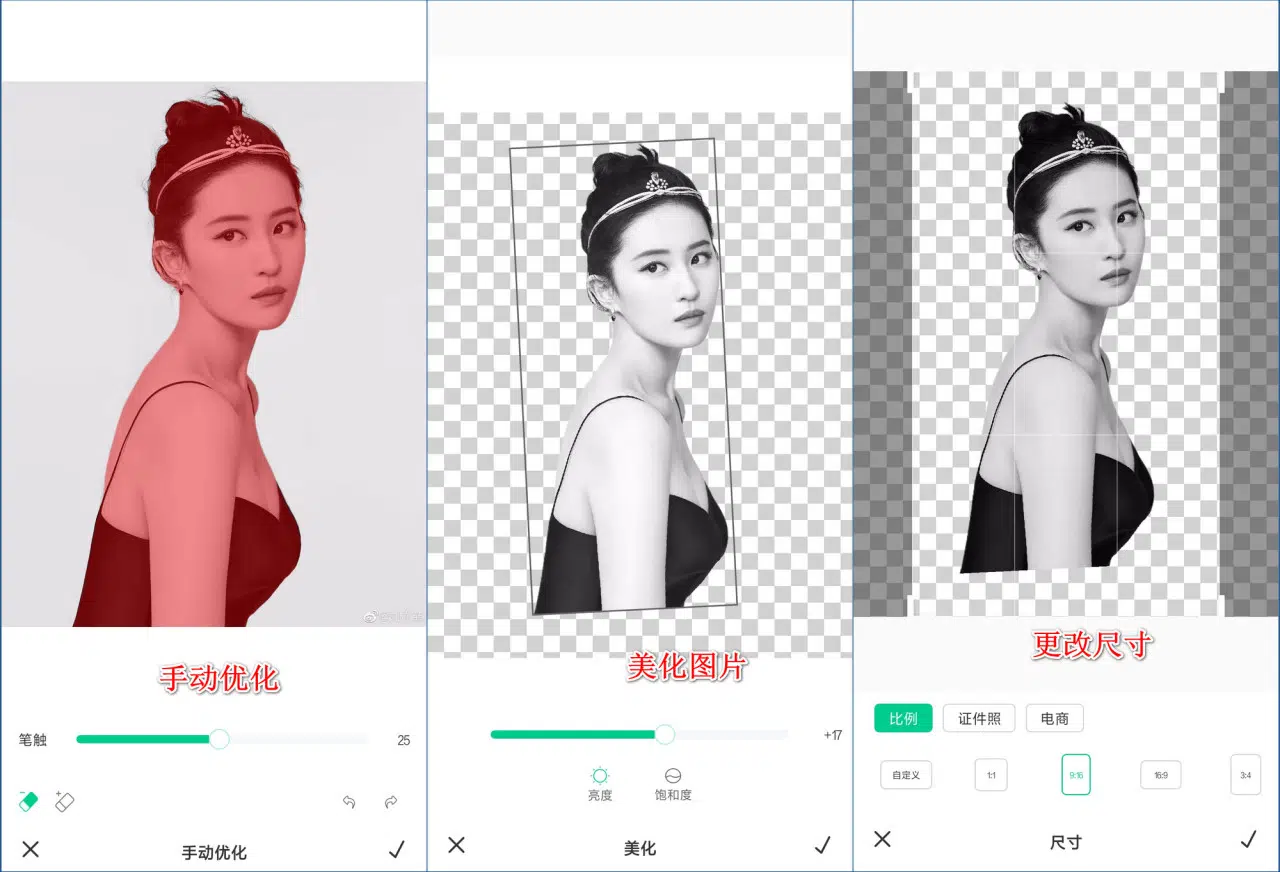 手动优化
笔触
25
手动优化
美化图片
+17
亮度 饱和度
美化
更改尺寸
比例 证件照 电商
自定义 1:1 9:16 16:9 3:4
尺寸